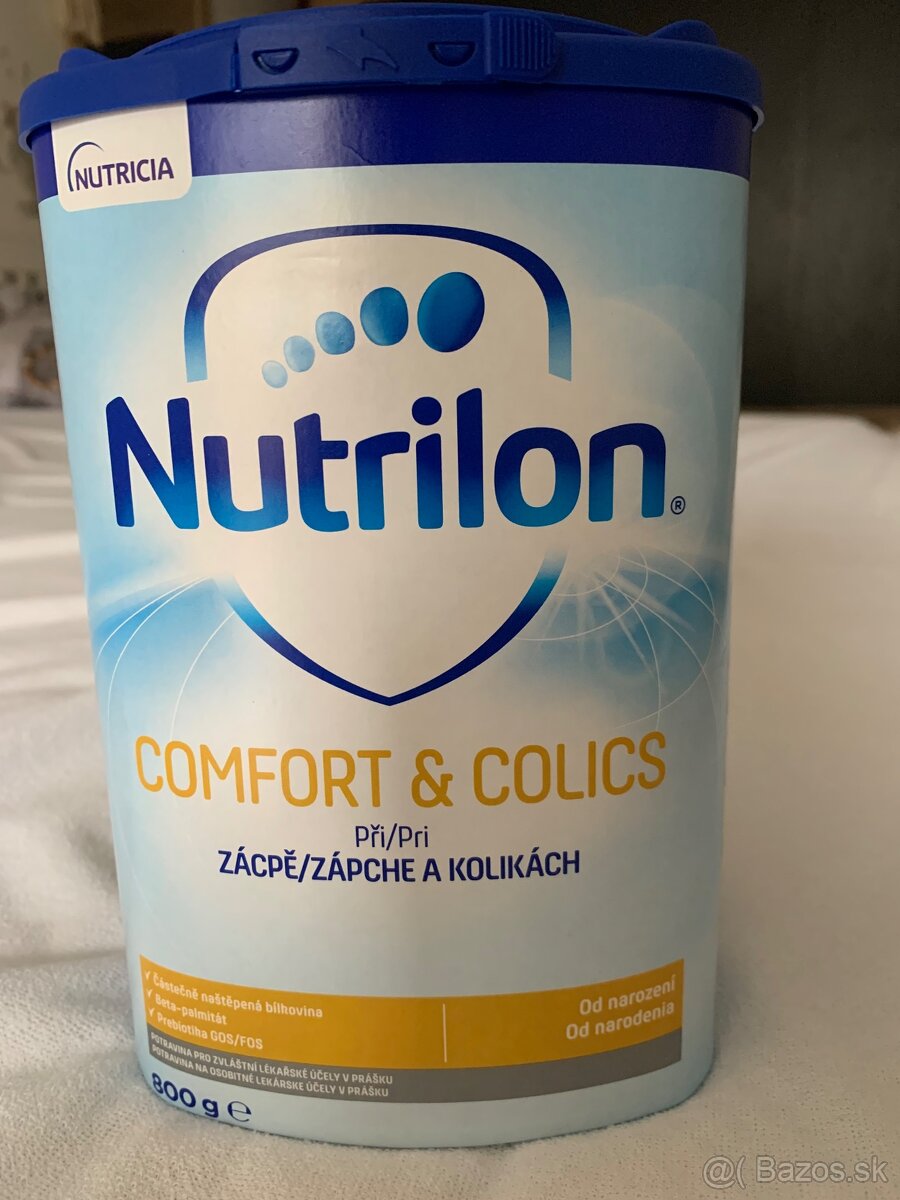 NUTRICIA
Nutrilon®
COMFORT & COLICS
Při/Pri
ZÁCPĚ/ZÁPCHE A KOLIKÁCH
✓ Částečně naštěpená bílkovina
✓ Beta-palmitát
✓ Prebiotika GOS/FOS
Od narození
Od narodenia
POTRAVINA PRO ZVLÁŠTNÍ LÉKAŘSKÉ ÚČELY V PRÁŠKU
POTRAVINA NA OSOBITNÉ LEKÁRSKE ÚČELY V PRÁŠKU
800 g ℮
@( Bazos.sk